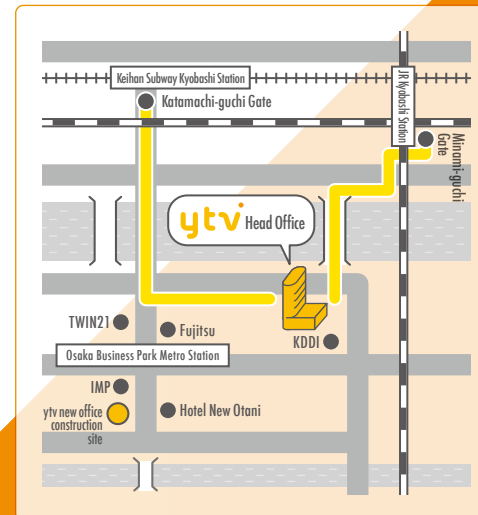 Keihan Subway Kyobashi Station
Katamachi-guchi Gate
JR Kyobashi Station
Minami-guchi
Gate
ytv Head Office
TWIN21
Fujitsu
KDDI
Osaka Business Park Metro Station
IMP
ytv new office
construction
site
Hotel New Otani